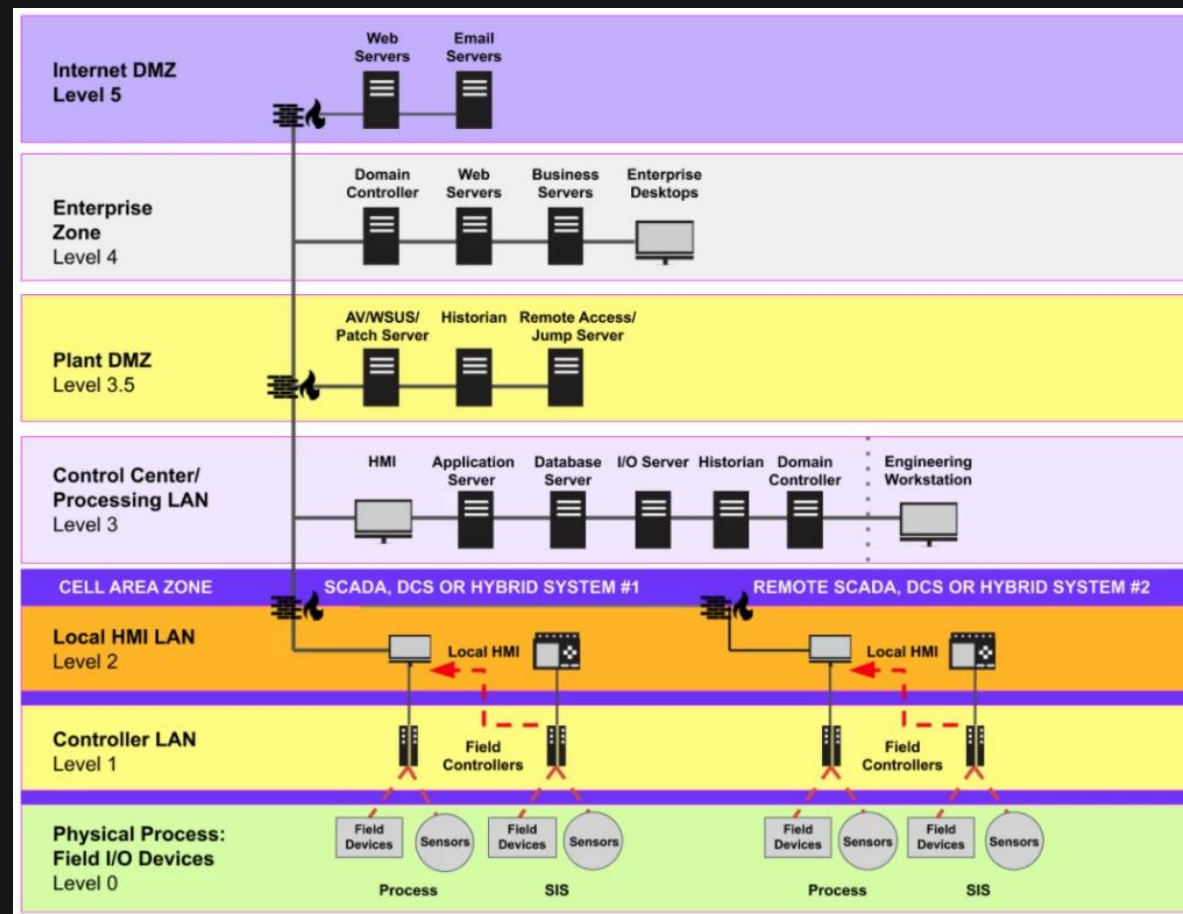 Internet DMZ
Level 5
Web
Servers
Email
Servers
Enterprise
Zone
Level 4
Domain
Controller
Web
Servers
Business
Servers
Enterprise
Desktops
Plant DMZ
Level 3.5
AV/WSUS/
Patch Server
Historian
Remote Access/
Jump Server
Control Center/
Processing LAN
Level 3
HMI
Application
Server
Database
Server
I/O Server
Historian
Domain
Controller
Engineering
Workstation
CELL AREA ZONE
SCADA, DCS OR HYBRID SYSTEM #1
REMOTE SCADA, DCS OR HYBRID SYSTEM #2
Local HMI LAN
Level 2
Local HMI
Local HMI
Controller LAN
Level 1
Field
Controllers
Field
Controllers
Physical Process:
Field I/O Devices
Level 0
Field
Devices
Sensors
Field
Devices
Sensors
Field
Devices
Sensors
Field
Devices
Sensors
Process
SIS
Process
SIS